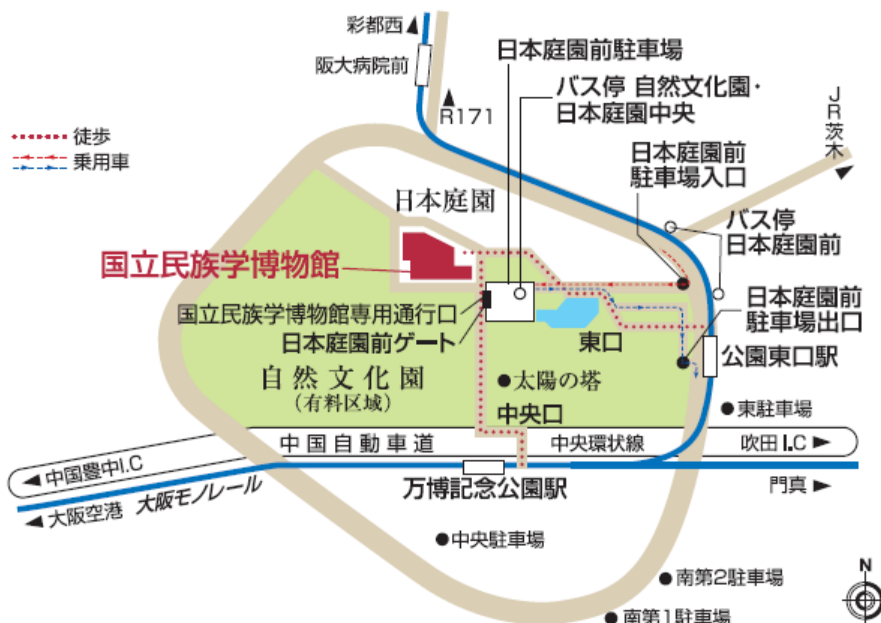 彩都西▲
阪大病院前
日本庭園前駐車場
バス停 自然文化園・
日本庭園中央
▲
R171
JR茨木
徒歩
乗用車
日本庭園前
駐車場入口
日本庭園
バス停
日本庭園前
国立民族学博物館
国立民族学博物館専用通行口
日本庭園前ゲート
日本庭園前
駐車場出口
東口
公園東口駅
自然文化園
(有料区域)
●太陽の塔
中央口
●東駐車場
中国自動車道
中央環状線
吹田I.C▶
◀中国豊中I.C
万博記念公園駅
門真▶
◀大阪空港
大阪モノレール
●中央駐車場
●南第2駐車場
●南第1駐車場
N